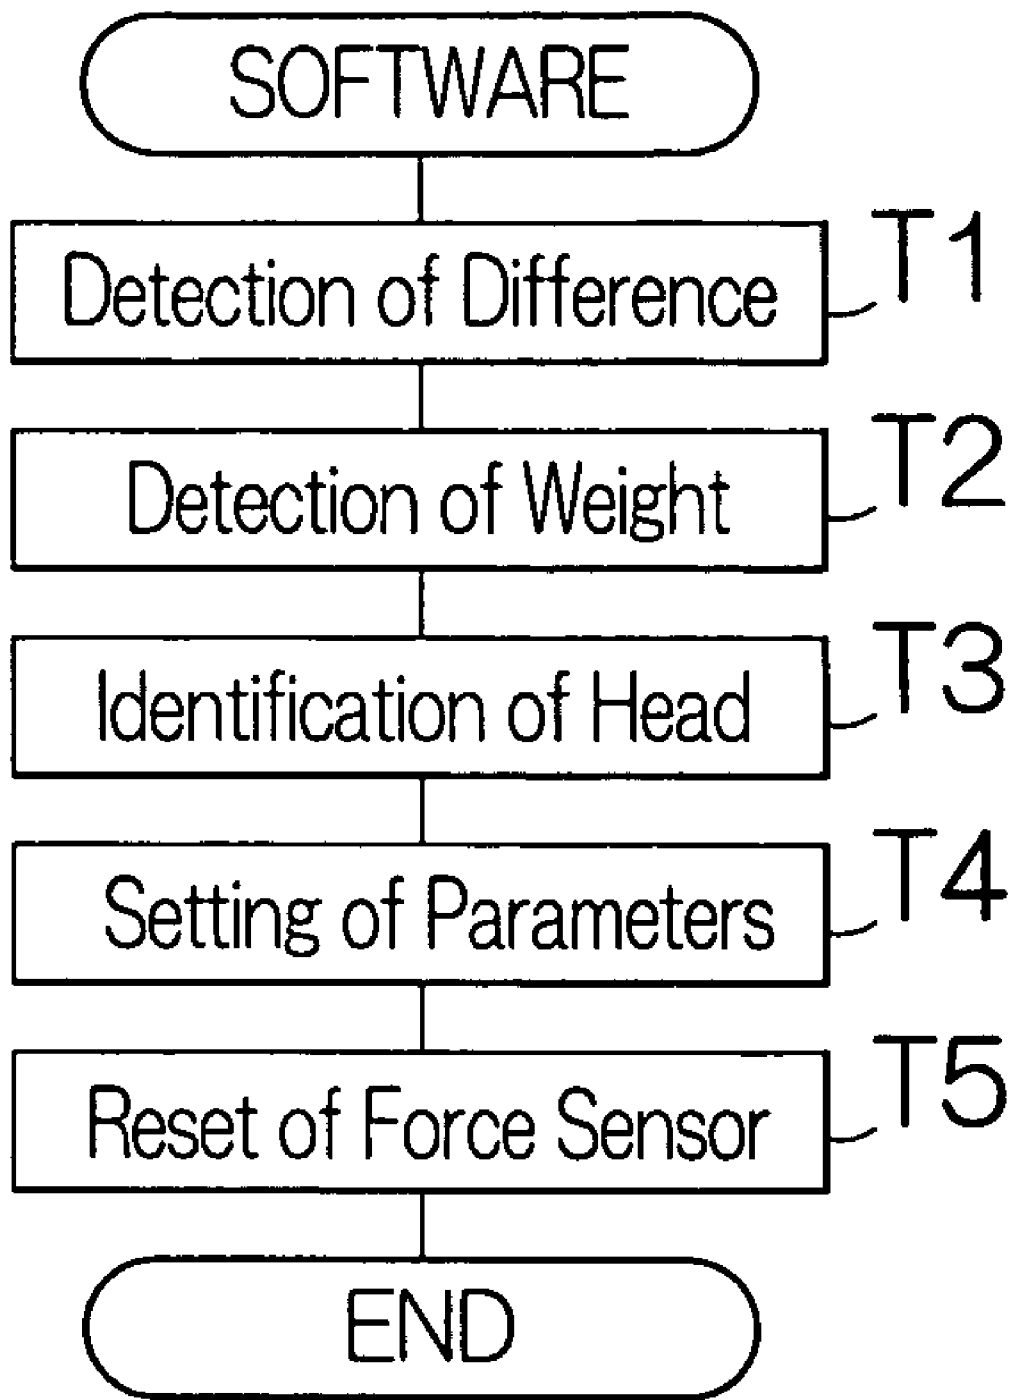 SOFTWARE
Detection of Difference
T1
Detection of Weight
T2
Identification of Head
T3
Setting of Parameters
T4
Reset of Force Sensor
T5
END